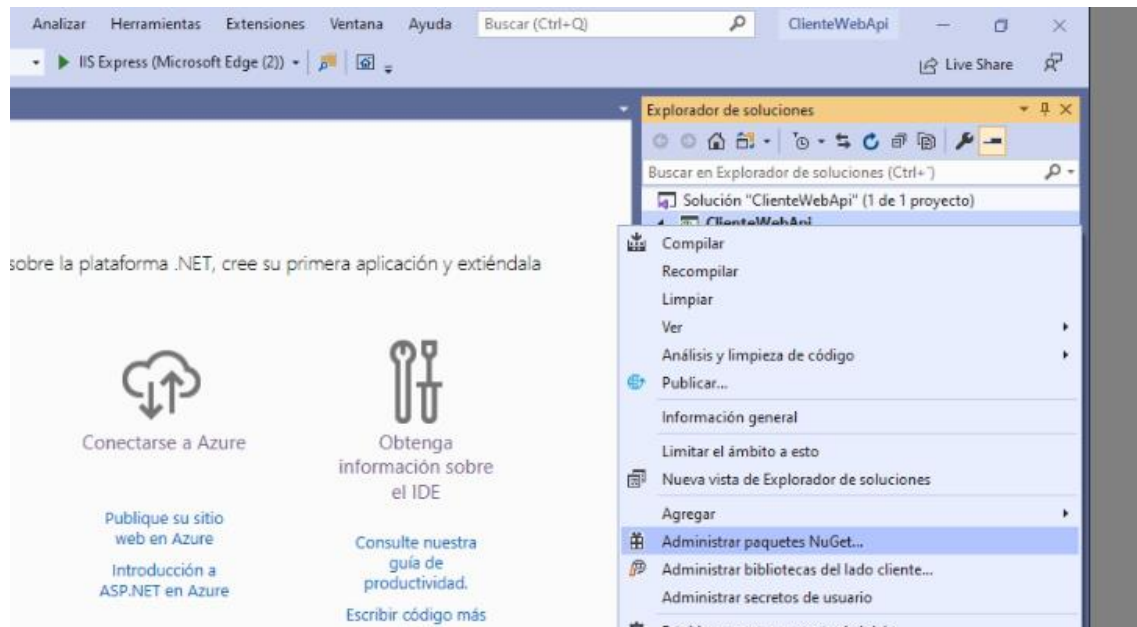 Analizar Herramientas Extensiones Ventana Ayuda Buscar (Ctrl+Q) ClienteWebApi
IIS Express (Microsoft Edge (2)) Live Share
Explorador de soluciones
Buscar en Explorador de soluciones (Ctrl+¨)
Solución "ClienteWebApi" (1 de 1 proyecto)
ClienteWebApi
sobre la plataforma .NET, cree su primera aplicación y extiéndala
Conectarse a Azure
Publique su sitio
web en Azure
Introducción a
ASP.NET en Azure
Obtenga
información sobre
el IDE
Consulte nuestra
guía de
productividad.
Escribir código más
Compilar
Recompilar
Limpiar
Ver
Análisis y limpieza de código
Publicar...
Información general
Limitar el ámbito a esto
Nueva vista de Explorador de soluciones
Agregar
Administrar paquetes NuGet...
Administrar bibliotecas del lado cliente...
Administrar secretos de usuario